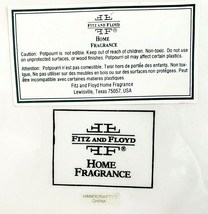 FITZ AND FLOYD
®
HOME
FRAGRANCE
Caution: Potpourri is not edible. Keep out of reach of children. Non-toxic. Do not use
on unprotected surfaces, or wood finishes. Potpourri may affect certain plastics.
Attention: Potpourri n'est pas comestible. Tenir hors de portée des enfants. Non
toxique. Ne pas utiliser sur des meubles en bois ou sur des surfaces non protégées. Peut
être incompatible avec certaines matières plastiques.
Fitz and Floyd Home Fragrance
Lewisville, Texas 75057, USA
FITZ AND FLOYD
®
HOME
FRAGRANCE
CHINA